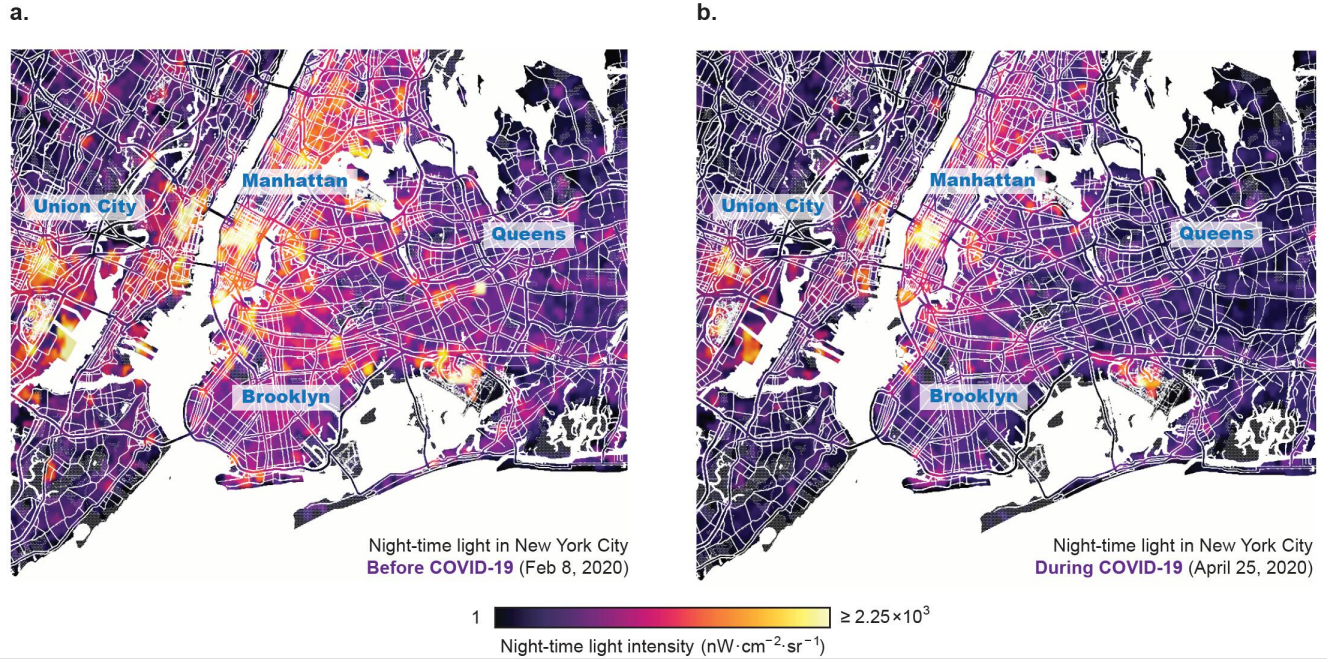 a.
b.
Manhattan
Union City
Queens
Brooklyn
Night-time light in New York City
Before COVID-19 (Feb 8, 2020)
Manhattan
Union City
Queens
Brooklyn
Night-time light in New York City
During COVID-19 (April 25, 2020)
1
≥ 2.25×10³
Night-time light intensity (nW·cm⁻²·sr⁻¹)